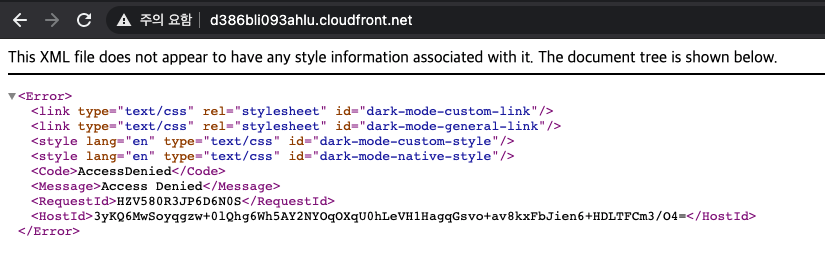 주의 요함 d386bli093ahlu.cloudfront.net
This XML file does not appear to have any style information associated with it. The document tree is shown below.
▼<Error>
<link type="text/css" rel="stylesheet" id="dark-mode-custom-link"/>
<link type="text/css" rel="stylesheet" id="dark-mode-general-link"/>
<style lang="en" type="text/css" id="dark-mode-custom-style"/>
<style lang="en" type="text/css" id="dark-mode-native-style"/>
<Code>AccessDenied</Code>
<Message>Access Denied</Message>
<RequestId>HZV580R3JP6D6N0S</RequestId>
<HostId>3yKQ6MwSoyqgzw+0lQhg6Wh5AY2NYOqOXqU0hLeVH1HagqGsvo+av8kxFbJien6+HDLTFCm3/O4=</HostId>
</Error>